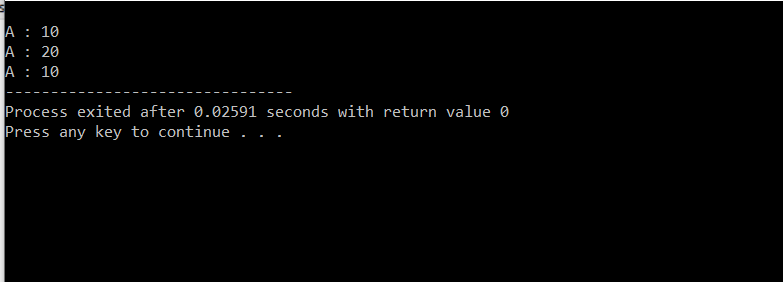 A : 10
A : 20
A : 10
--------------------------------
Process exited after 0.02591 seconds with return value 0
Press any key to continue . . .